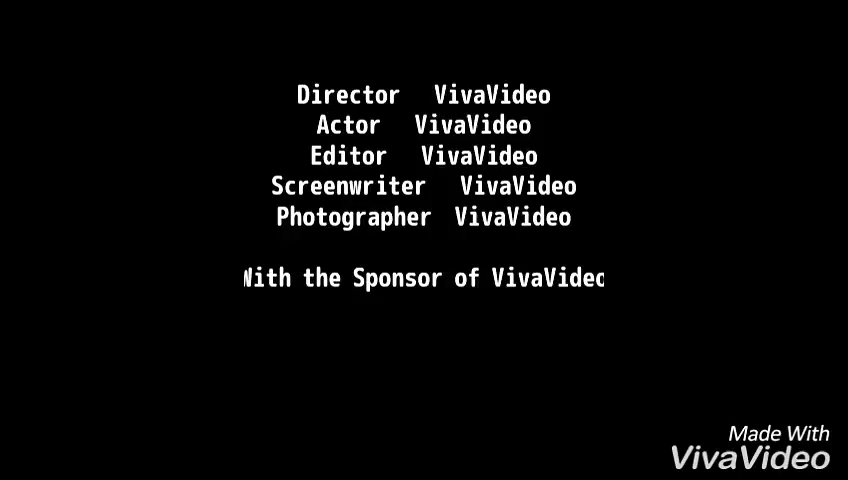 Director VivaVideo
Actor VivaVideo
Editor VivaVideo
Screenwriter VivaVideo
Photographer VivaVideo
With the Sponsor of VivaVideo
Made With
VivaVideo